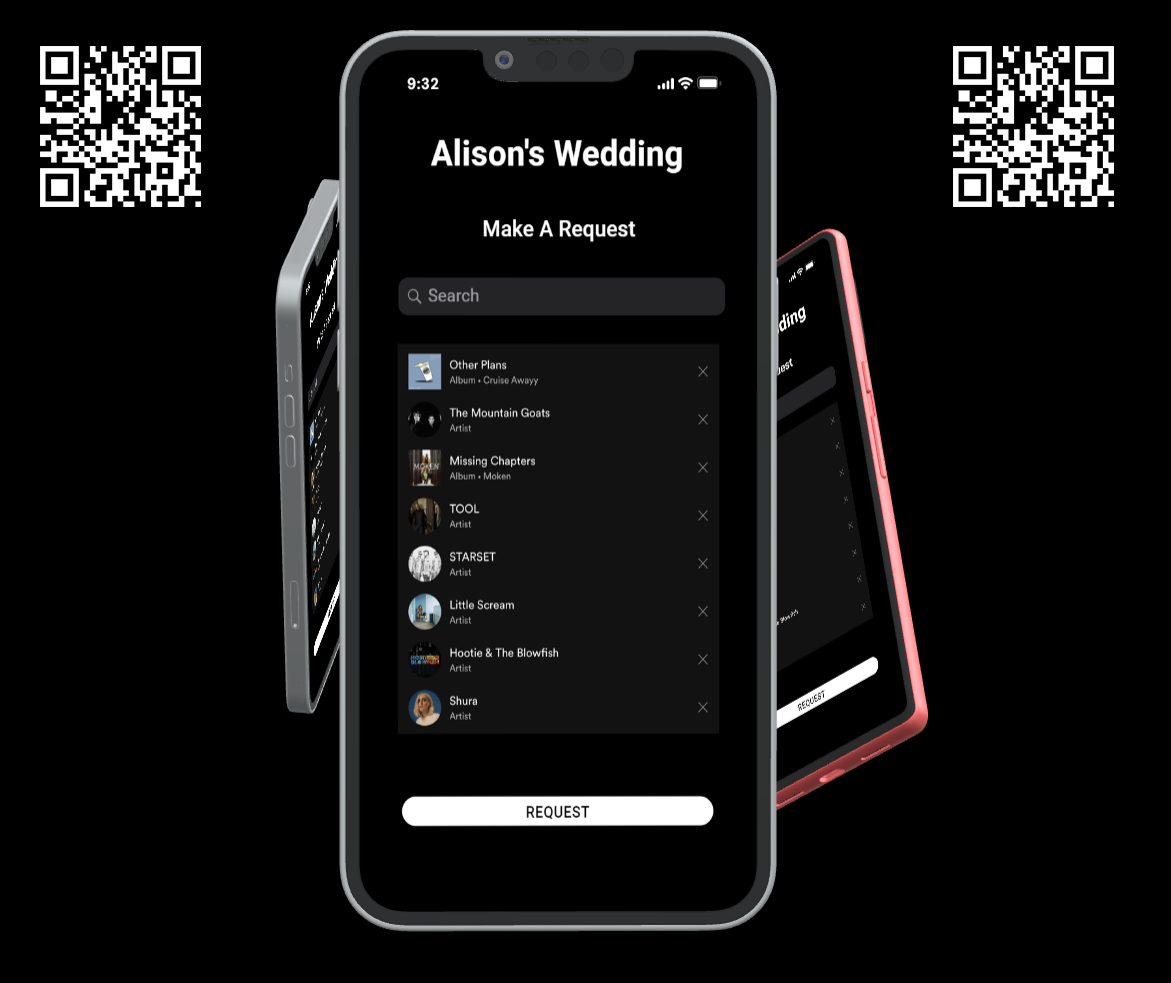 9:32
Alison's Wedding
Make A Request
Search
Other Plans
Album • Cruise Awayy
The Mountain Goats
Artist
Missing Chapters
Album • Moken
MOKEN
TOOL
Artist
STARSET
Artist
Little Scream
Artist
Hootie & The Blowfish
Artist
Shura
Artist
REQUEST
dding
uest
REQUEST